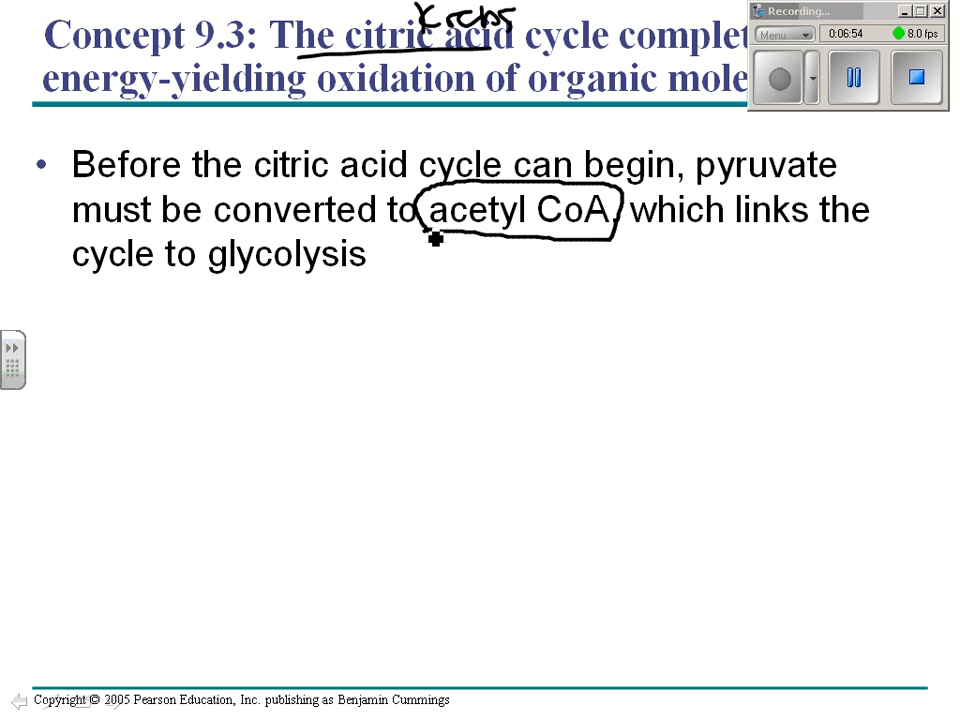 Krebs
Concept 9.3: The citric acid cycle complet
energy-yielding oxidation of organic mole
Recording...
Menu
0:06:54
8.0 fps
• Before the citric acid cycle can begin, pyruvate
must be converted to acetyl CoA, which links the
cycle to glycolysis
Copyright © 2005 Pearson Education, Inc. publishing as Benjamin Cummings